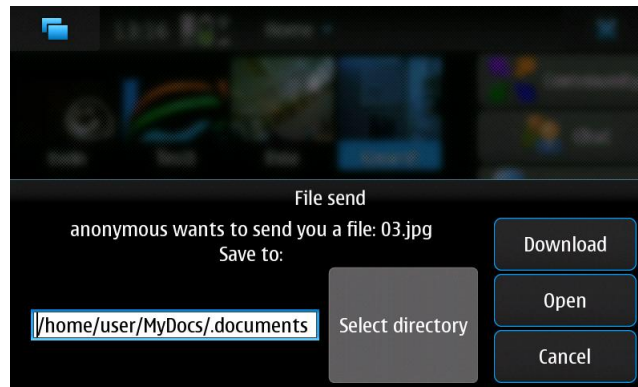 File send
anonymous wants to send you a file: 03.jpg
Save to:
/home/user/MyDocs/.documents
Select directory
Download
Open
Cancel